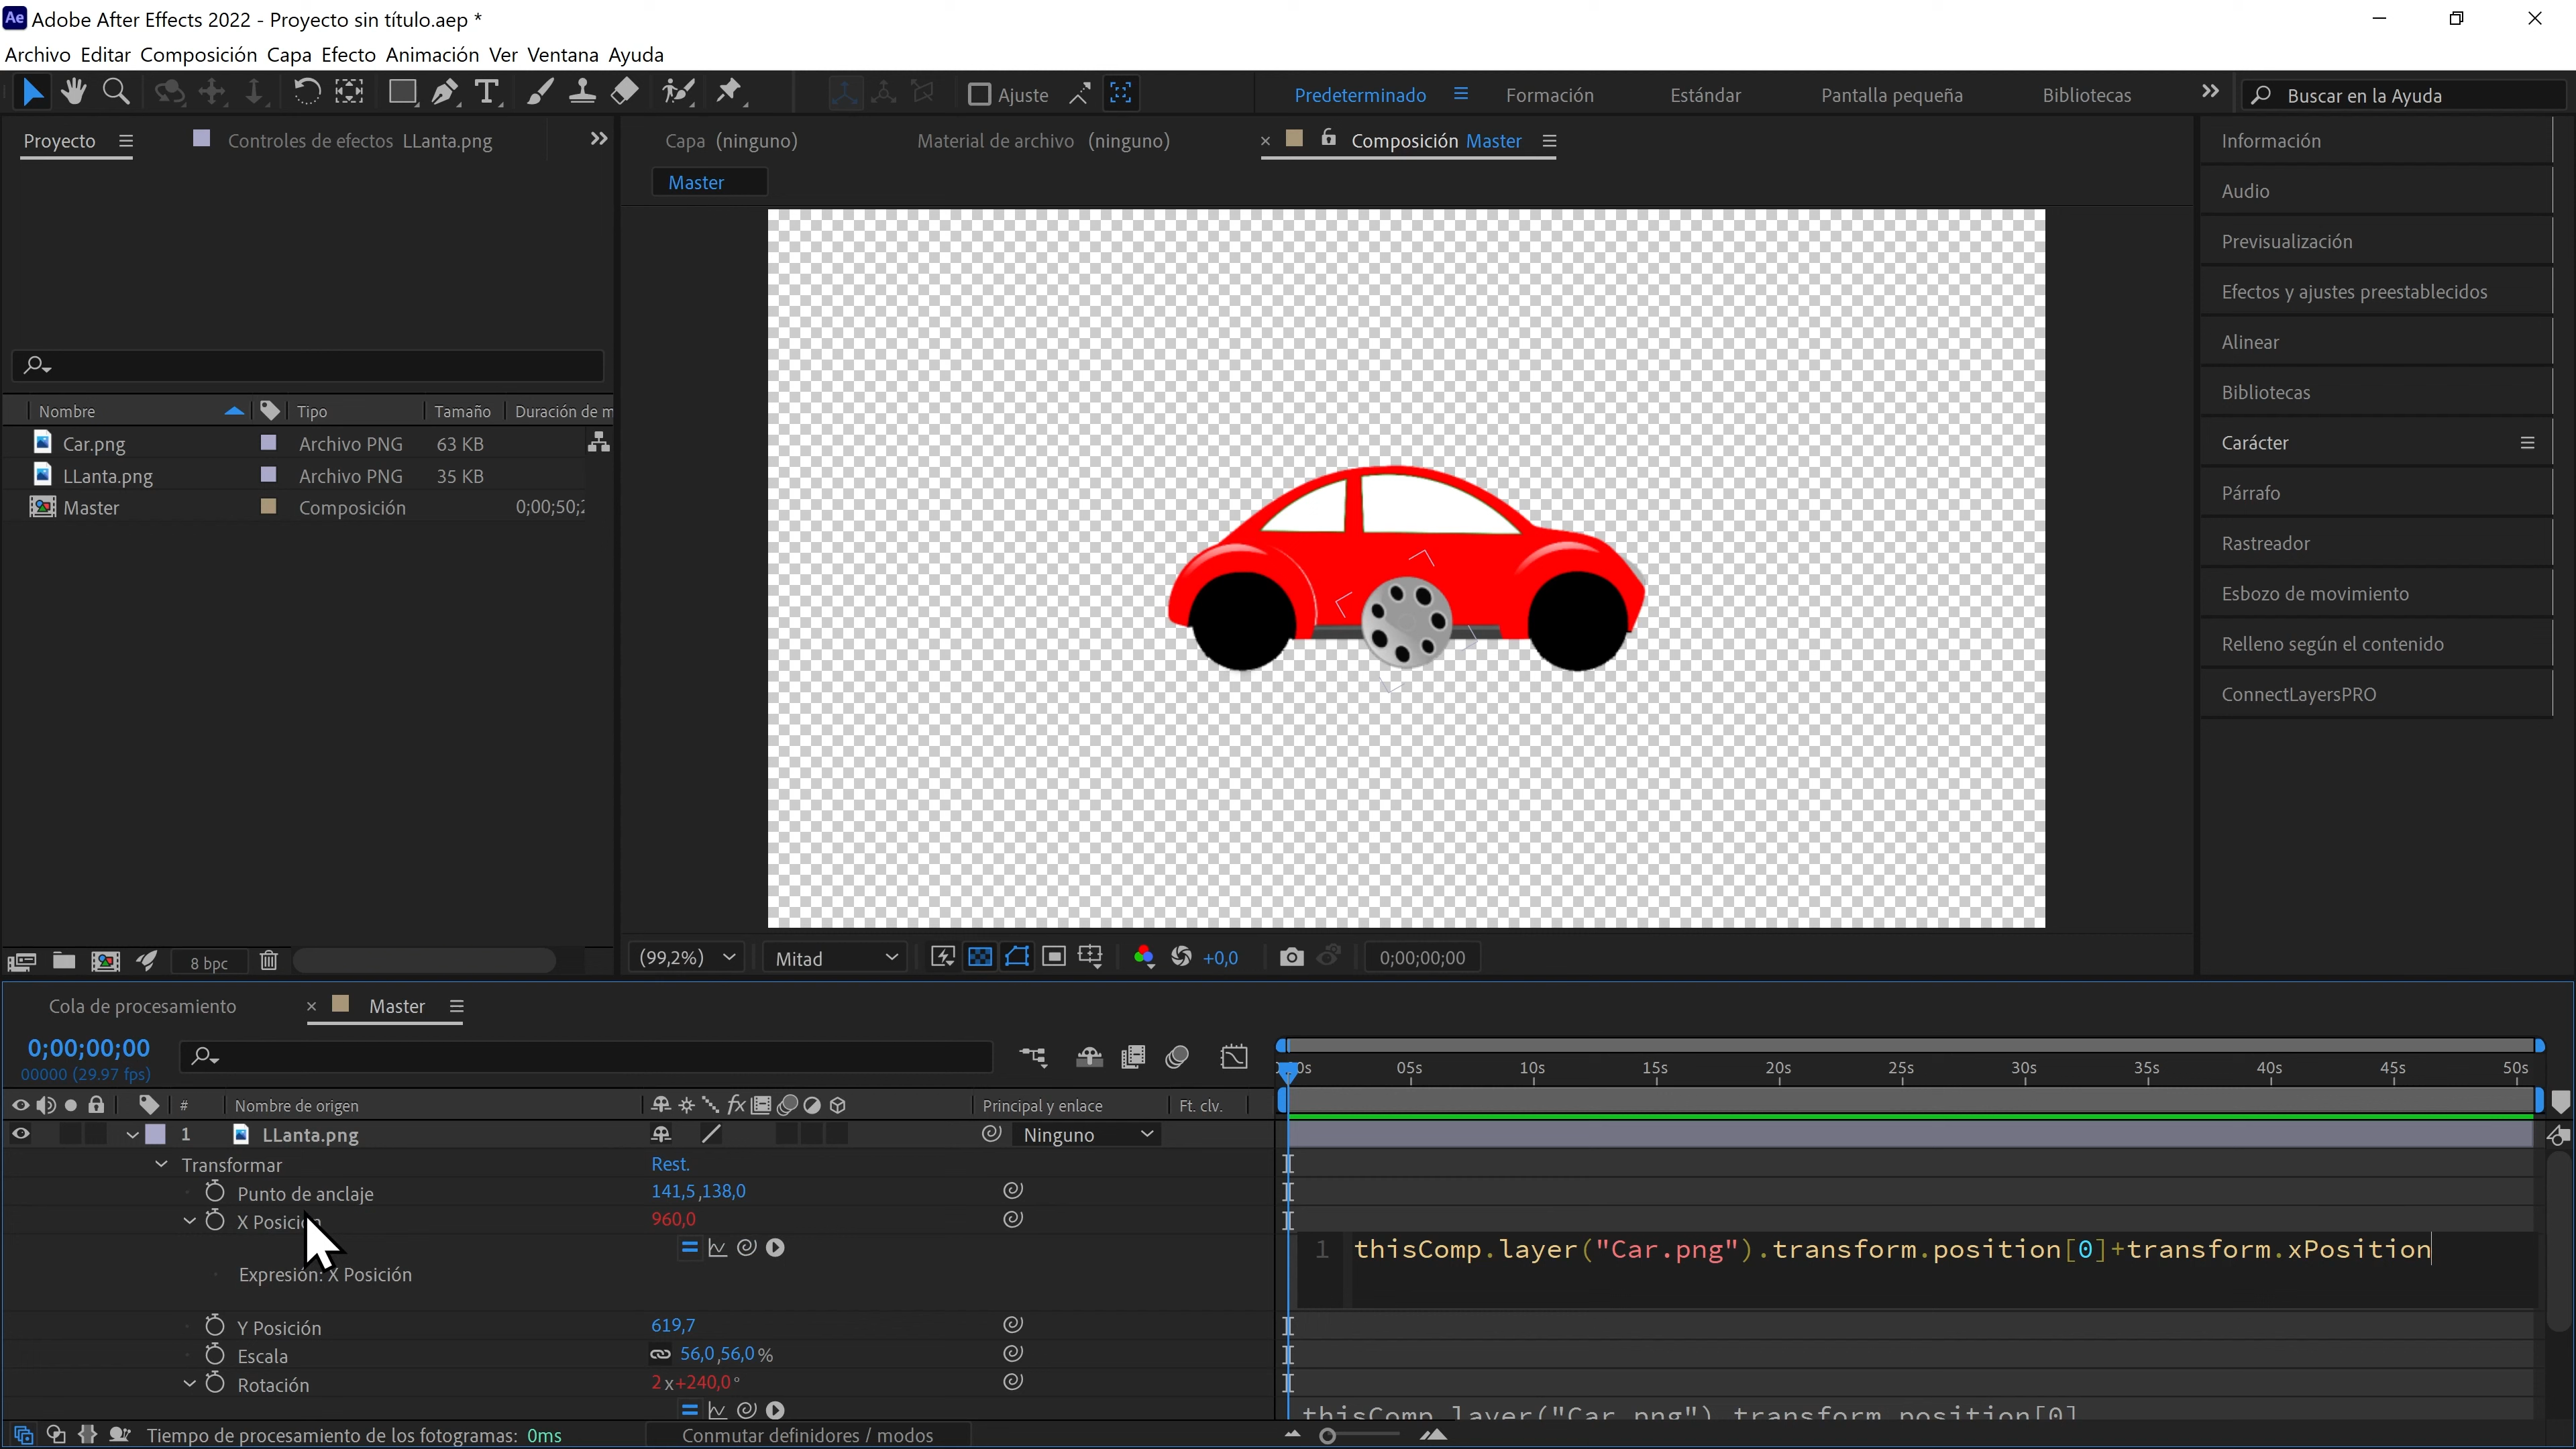 Ae Adobe After Effects 2022 - Proyecto sin título.aep *
Archivo Editar Composición Capa Efecto Animación Ver Ventana Ayuda
Ajuste Predeterminado Formación Estándar Pantalla pequeña Bibliotecas Buscar en la Ayuda
Proyecto Controles de efectos LLanta.png
Capa (ninguno) Material de archivo (ninguno) Composición Master
Master
Información
Audio
Previsualización
Efectos y ajustes preestablecidos
Alinear
Bibliotecas
Carácter
Párrafo
Rastreador
Esbozo de movimiento
Relleno según el contenido
ConnectLayersPRO
Nombre Tipo Tamaño Duración de m
Car.png Archivo PNG 63 KB
LLanta.png Archivo PNG 35 KB
Master Composición 0;00;50;
8 bpc
(99,2%) Mitad +0,0 0;00;00;00
Cola de procesamiento Master
0;00;00;00
00000 (29.97 fps)
05s 10s 15s 20s 25s 30s 35s 40s 45s 50s
# Nombre de origen Principal y enlace Ft. clv.
1 LLanta.png Ninguno
Transformar Rest.
Punto de anclaje 141,5 ,138,0
X Posición 960,0
Expresión: X Posición
1 thisComp.layer("Car.png").transform.position[0]+transform.xPosition
Y Posición 619,7
Escala 56,0 ,56,0 %
Rotación 2 x+240,0 °
thisComp.layer("Car.png").transform.position[0]
Tiempo de procesamiento de los fotogramas: 0ms Conmutar definidores / modos